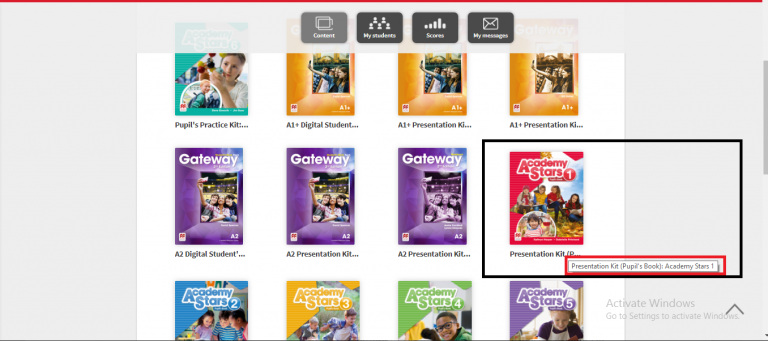 Content My students Scores My messages
Pupil's Practice Kit:... A1+ Digital Student... A1+ Presentation Ki... A1+ Presentation Ki...
A1+ A1+ A1+
Gateway Gateway Gateway Academy Stars 1
A2 A2 A2
A2 Digital Student'... A2 Presentation Kit... A2 Presentation Kit... Presentation Kit (P...
Presentation Kit (Pupil's Book): Academy Stars 1
Academy Stars 2 Academy Stars 3 Academy Stars 4 Academy Stars 5
Activate Windows
Go to Settings to activate Windows.